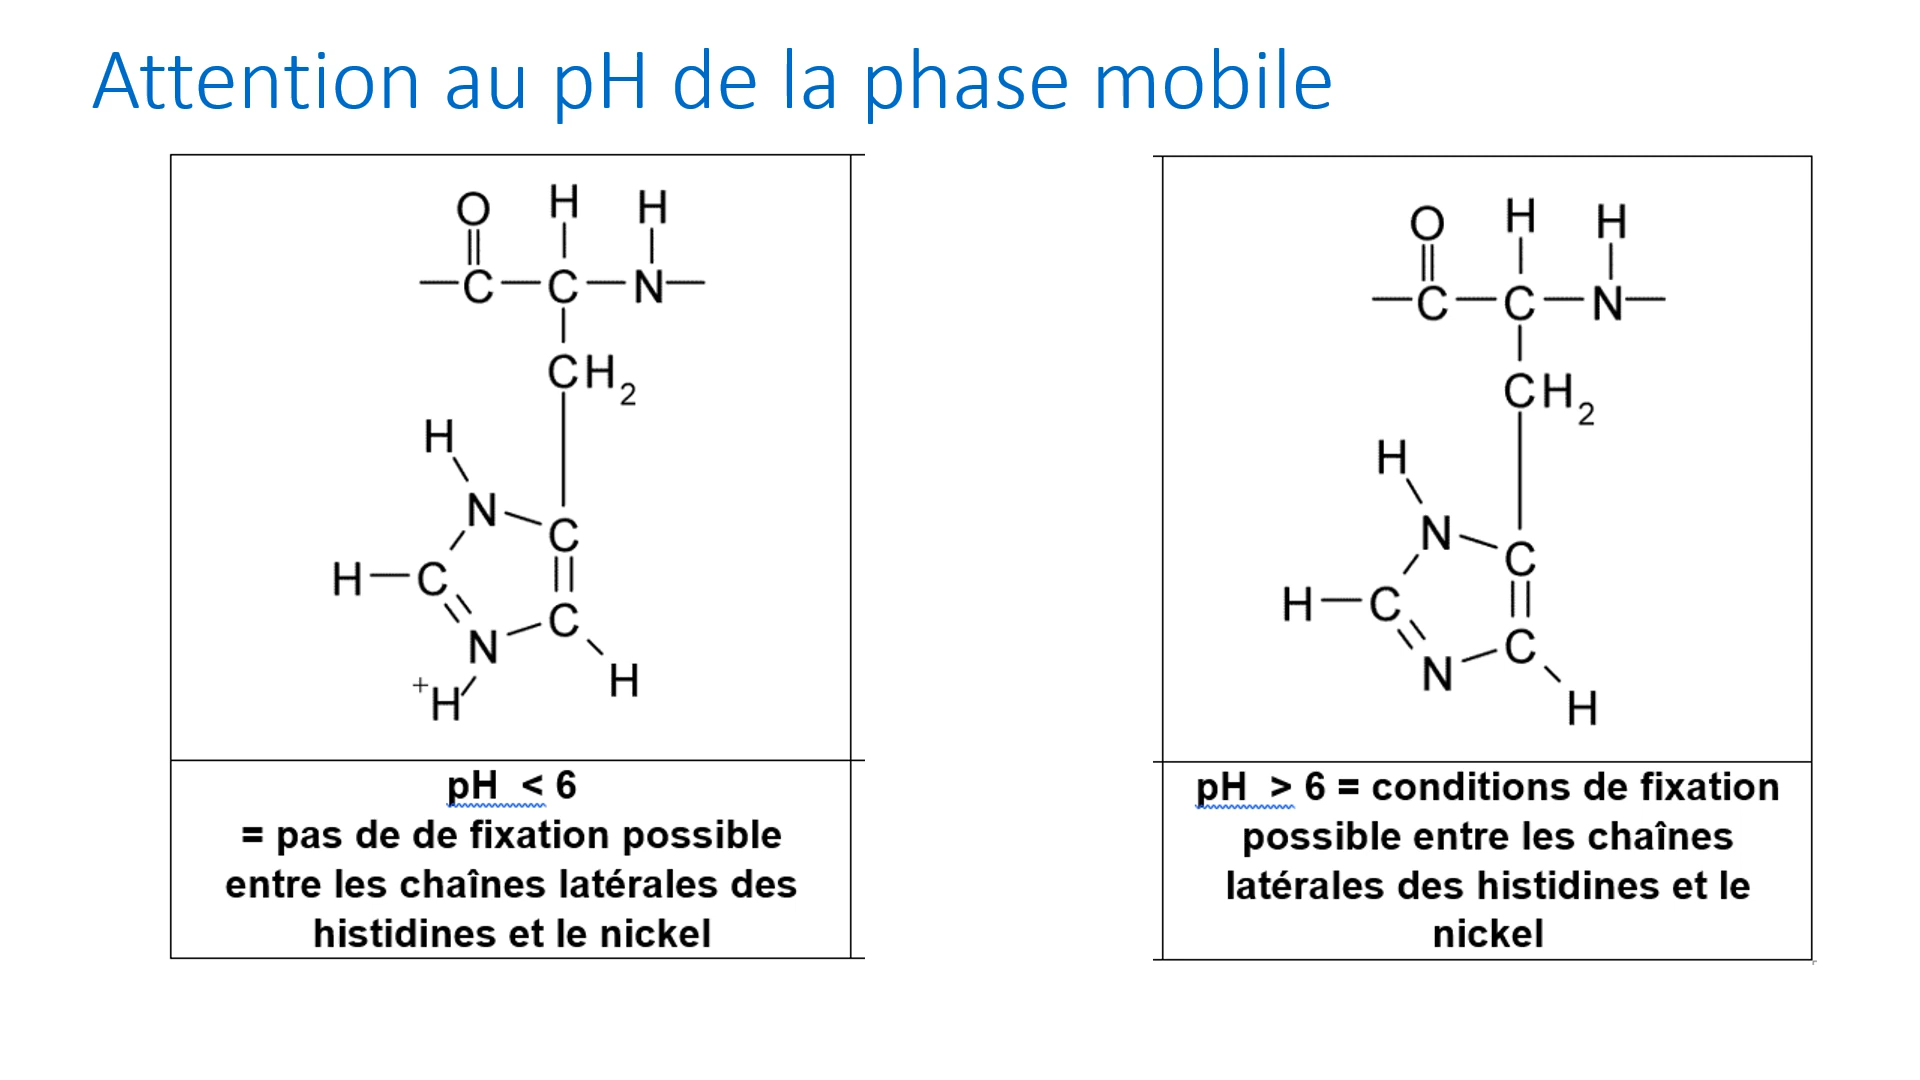 Attention au pH de la phase mobile
O H H
—C—C—N—
CH2
H
N C
H—C
N C
+H H
pH < 6
= pas de de fixation possible
entre les chaînes latérales des
histidines et le nickel
O H H
—C—C—N—
CH2
H
N C
H—C
N C
H
pH > 6 = conditions de fixation
possible entre les chaînes
latérales des histidines et le
nickel